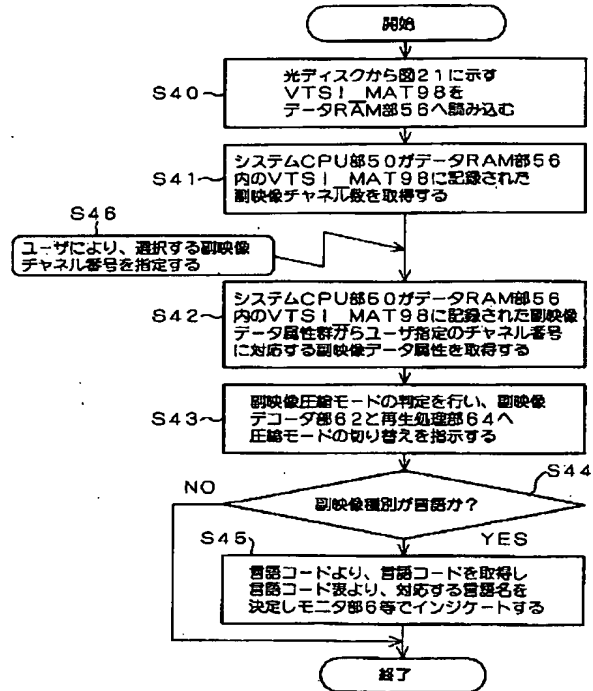 開始
S40
光ディスクから図21に示す
VTSI_MAT98を
データRAM部56へ読み込む
S41
システムCPU部50がデータRAM部56
内のVTSI_MAT98に記録された
副映像チャネル数を取得する
S46
ユーザにより、選択する副映像
チャネル番号を指定する
S42
システムCPU部50がデータRAM部56
内のVTSI_MAT98に記録された副映像
データ属性群からユーザ指定のチャネル番号
に対応する副映像データ属性を取得する
S43
副映像圧縮モードの判定を行い、副映像
デコーダ部62と再生処理部64へ
圧縮モードの切り替えを指示する
S44
副映像種別が言語か?
NO
YES
S45
言語コードより、言語コードを取得し
言語コード表より、対応する言語名を
決定しモニタ部6等でインジケートする
終了